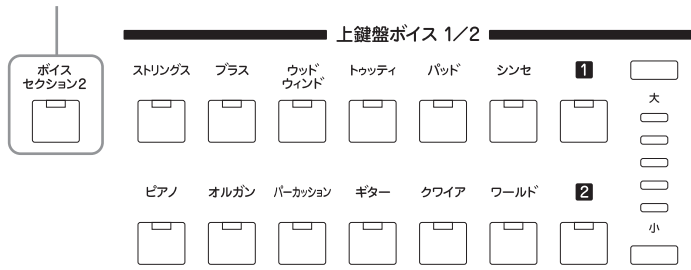 上鍵盤ボイス 1／2
ボイス
セクション2
ストリングス ブラス ウッド
ウィンド トゥッティ パッド シンセ 1
大
ピアノ オルガン パーカッション ギター クワイア ワールド 2
小